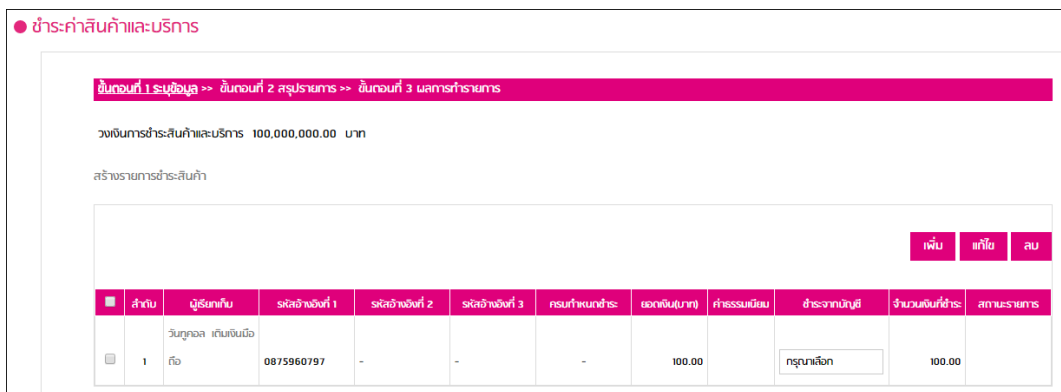 ชำระค่าสินค้าและบริการ
ขั้นตอนที่ 1 ระบุข้อมูล >> ขั้นตอนที่ 2 สรุปรายการ >> ขั้นตอนที่ 3 ผลการทำรายการ
วงเงินการชำระสินค้าและบริการ 100,000,000.00 บาท
สร้างรายการชำระสินค้า
เพิ่ม แก้ไข ลบ
ลำดับ ผู้เรียกเก็บ รหัสอ้างอิงที่ 1 รหัสอ้างอิงที่ 2 รหัสอ้างอิงที่ 3 ครบกำหนดชำระ ยอดเงิน(บาท) ค่าธรรมเนียม ชำระจากบัญชี จำนวนเงินที่ชำระ สถานะรายการ
วันทูคอล เติมเงินมือ
1 ถือ 0875960797 - - - 100.00 กรุณาเลือก 100.00